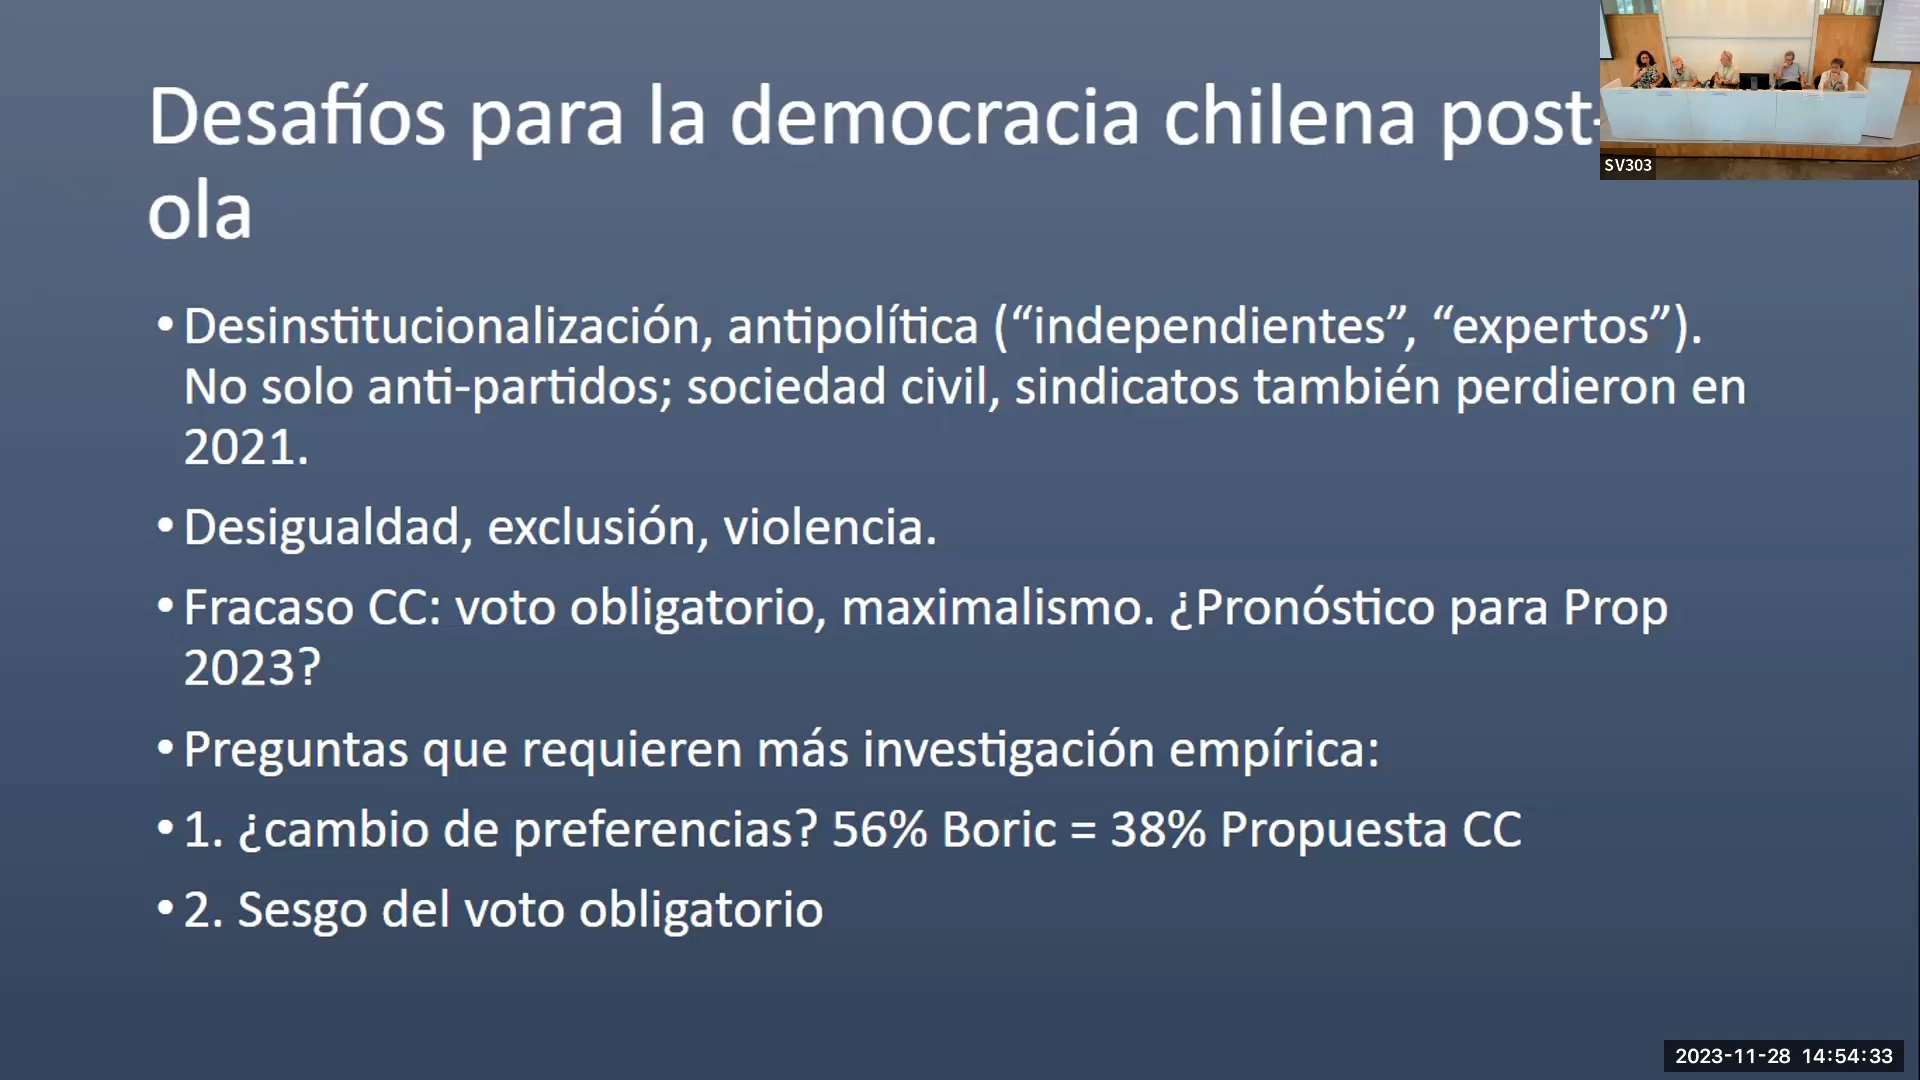 Desafíos para la democracia chilena post-
ola
SV303
• Desinstitucionalización, antipolítica (“independientes”, “expertos”).
No solo anti-partidos; sociedad civil, sindicatos también perdieron en
2021.
• Desigualdad, exclusión, violencia.
• Fracaso CC: voto obligatorio, maximalismo. ¿Pronóstico para Prop
2023?
• Preguntas que requieren más investigación empírica:
• 1. ¿cambio de preferencias? 56% Boric = 38% Propuesta CC
• 2. Sesgo del voto obligatorio
2023-11-28 14:54:33